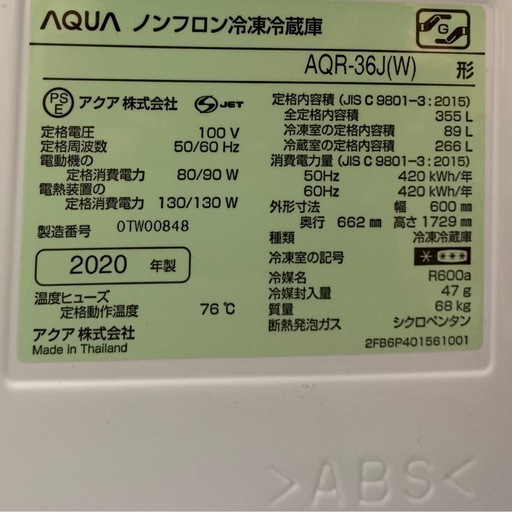 AQUA ノンフロン冷凍冷蔵庫
G
AQR-36J(W) 形
PS E アクア株式会社 S JET
定格電圧 100 V
定格周波数 50/60 Hz
電動機の
定格消費電力 80/90 W
電熱装置の
定格消費電力 130/130 W
製造番号 0TW00848
2020 年製
温度ヒューズ
定格動作温度 76 ℃
アクア株式会社
Made in Thailand
定格内容積 (JIS C 9801-3:2015)
全定格内容積 355 L
冷凍室の定格内容積 89 L
冷蔵室の定格内容積 266 L
消費電力量 (JIS C 9801-3:2015)
50Hz 420 kWh/年
60Hz 420 kWh/年
外形寸法 幅 600 ㎜
奥行 662 ㎜ 高さ 1729 ㎜
種類 冷凍冷蔵庫
冷凍室の記号 * ***
冷媒名 R600a
冷媒封入量 47 g
質量 68 kg
断熱発泡ガス シクロペンタン
2FB6P401561001
>ABS<